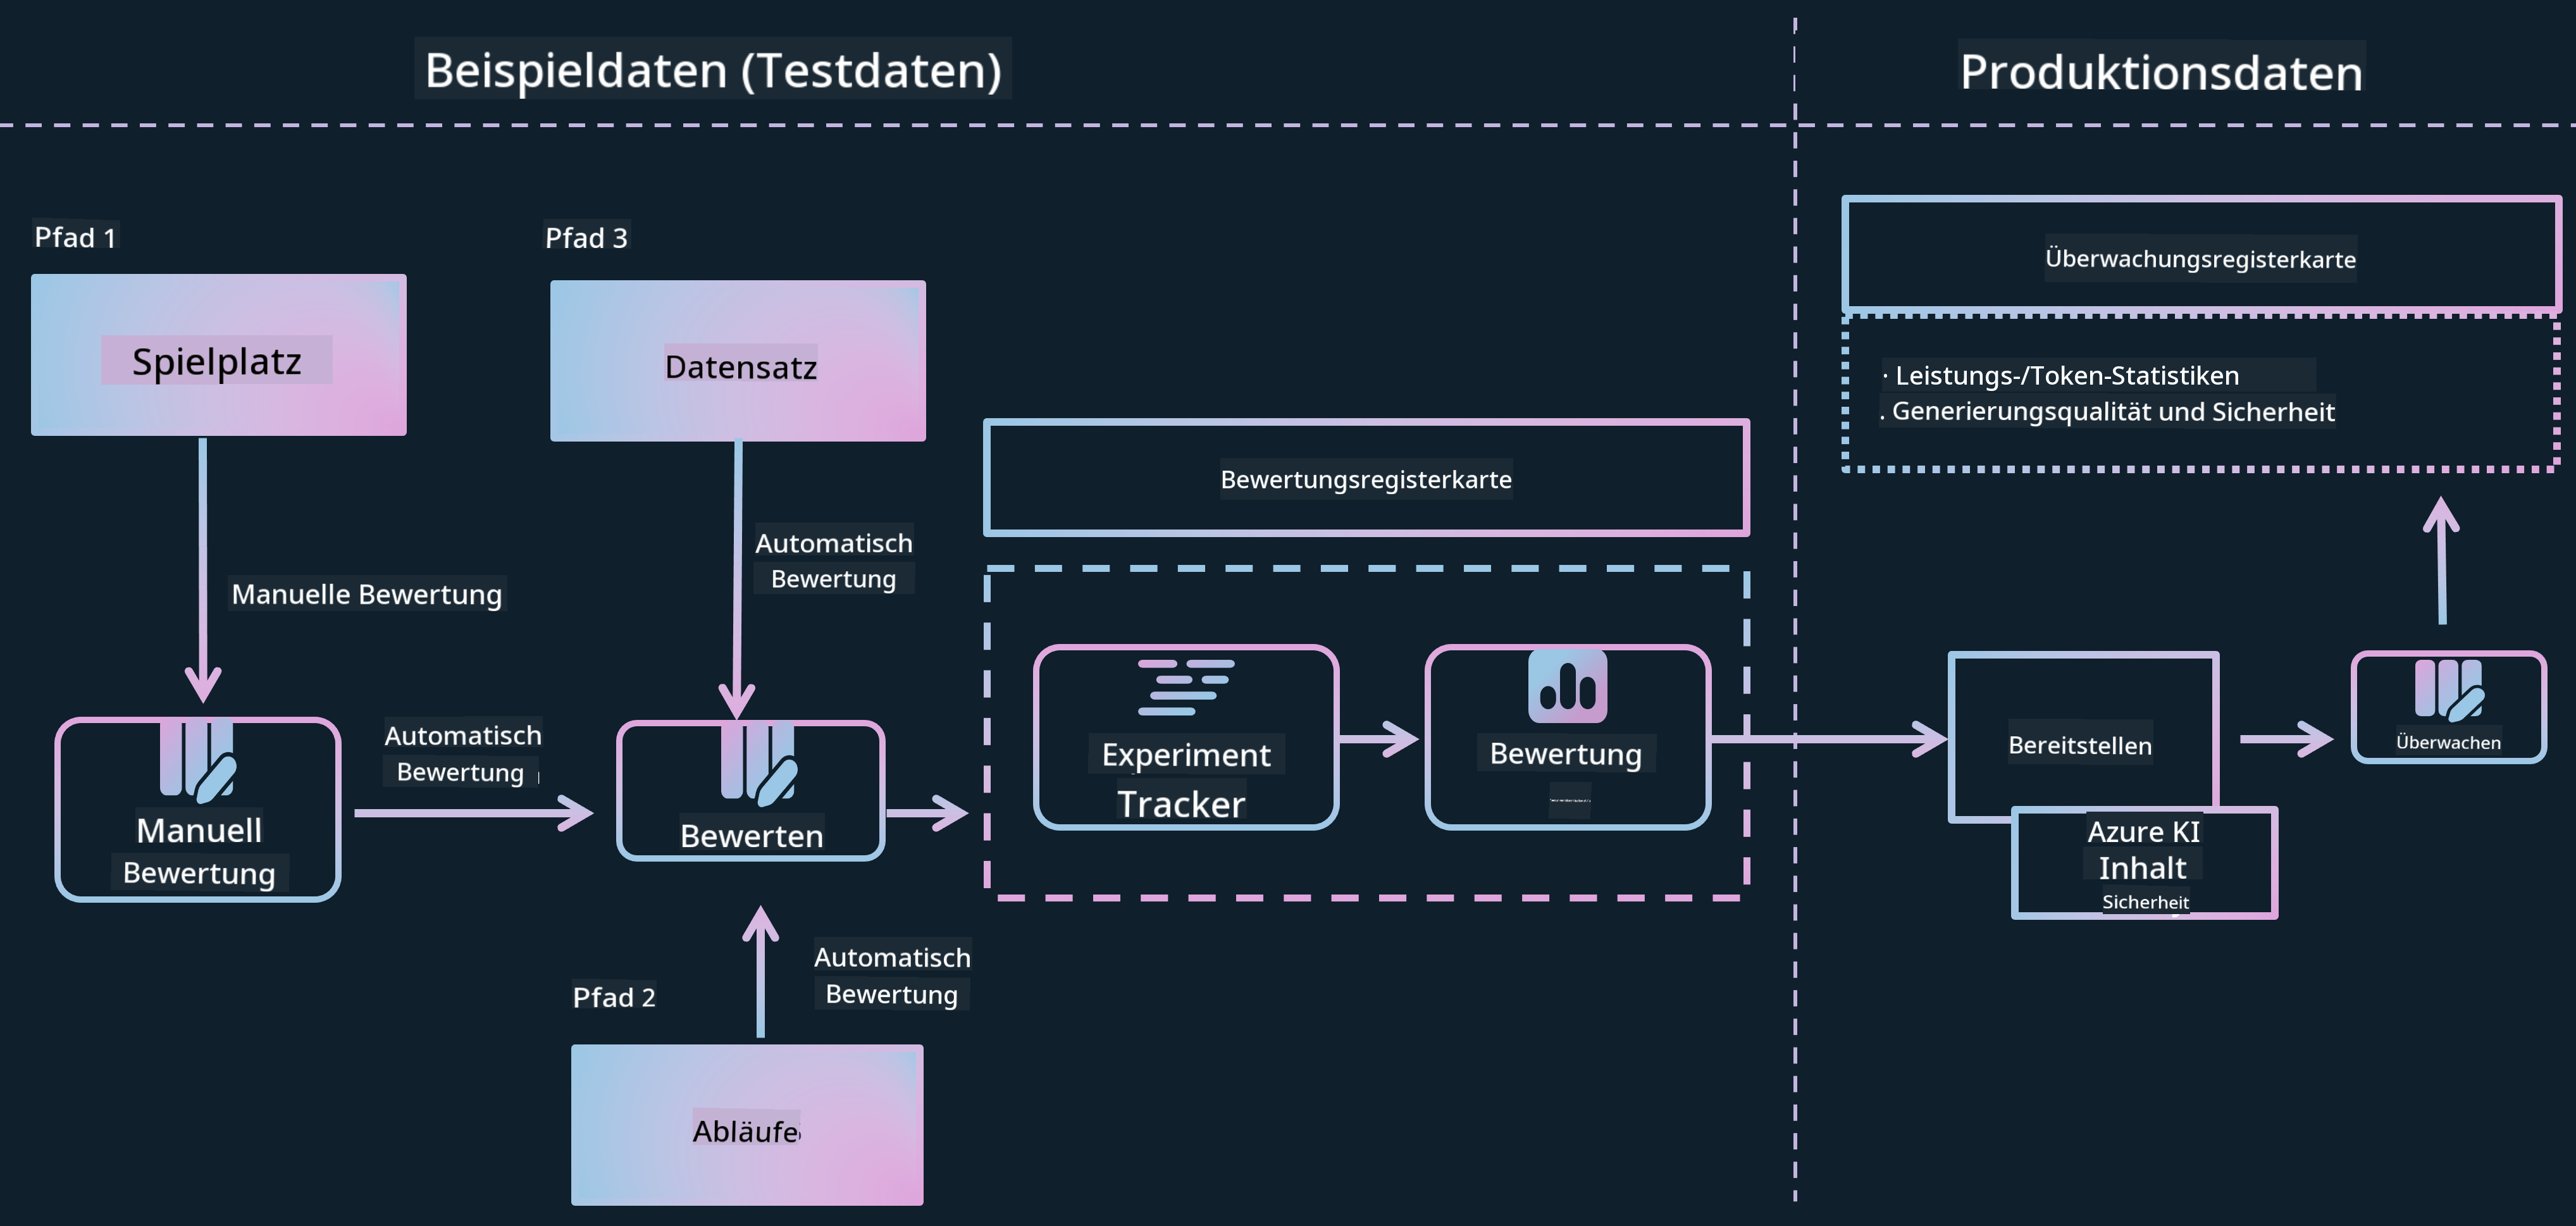 Beispieldaten (Testdaten)
Produktionsdaten
Pfad 1
Spielplatz
Manuelle Bewertung
Manuell
Bewertung
Automatisch
Bewertung
Pfad 3
Datensatz
Automatisch
Bewertung
Bewerten
Pfad 2
Automatisch
Bewertung
Abläufe
Bewertungsregisterkarte
Experiment
Tracker
Bewertung
Überwachungsregisterkarte
· Leistungs-/Token-Statistiken
. Generierungsqualität und Sicherheit
Bereitstellen
Azure KI
Inhalt
Sicherheit
Überwachen